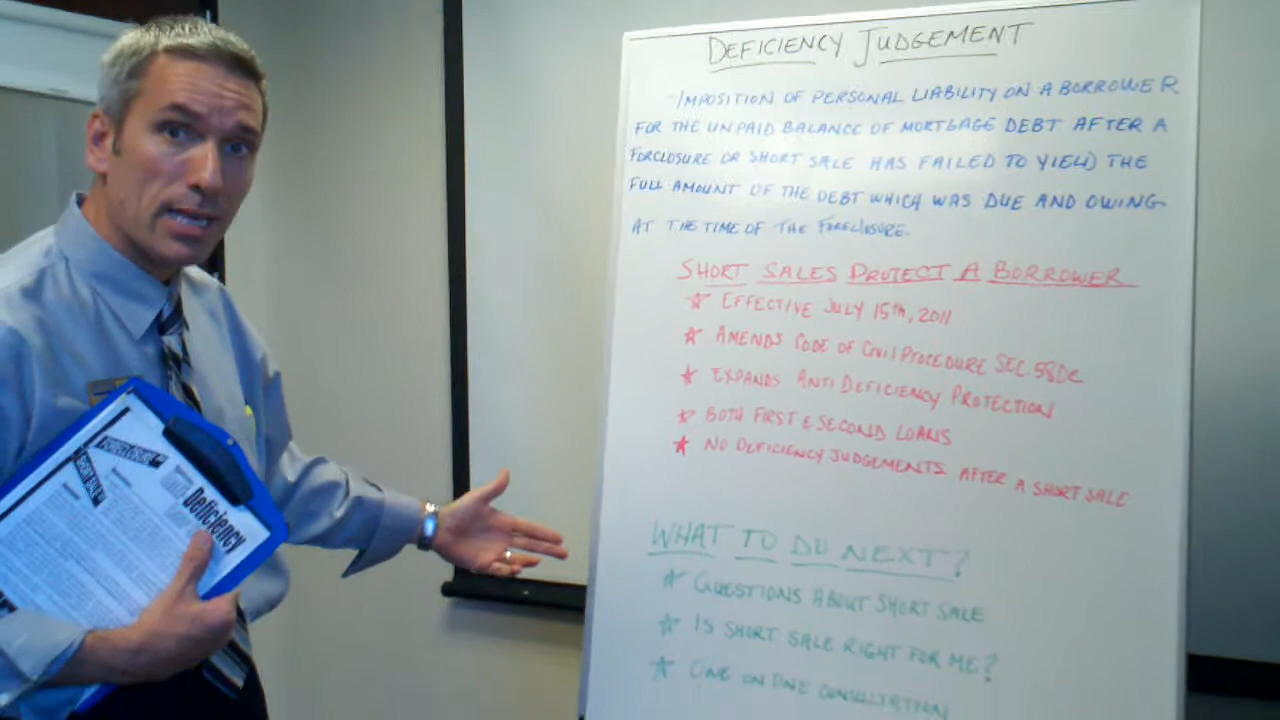 DEFICIENCY JUDGEMENT
IMPOSITION OF PERSONAL LIABILITY ON A BORROWER
FOR THE UNPAID BALANCE OF MORTGAGE DEBT AFTER A
FORCLOSURE OR SHORT SALE HAS FAILED TO YIELD THE
FULL AMOUNT OF THE DEBT WHICH WAS DUE AND OWING
AT THE TIME OF THE FORECLOSURE.
SHORT SALES PROTECT A BORROWER
☆ EFFECTIVE JULY 15TH, 2011
☆ AMENDS CODE OF CIVIL PROCEDURE SEC 580e
☆ EXPANDS ANTI DEFICIENCY PROTECTION
☆ BOTH FIRST & SECOND LOANS
☆ NO DEFICIENCY JUDGEMENTS AFTER A SHORT SALE
WHAT TO DO NEXT?
☆ QUESTIONS ABOUT SHORT SALE
☆ IS SHORT SALE RIGHT FOR ME?
☆ ONE ON ONE CONSULTATION
FORECLOSURE
SHORT SALE
Deficiency